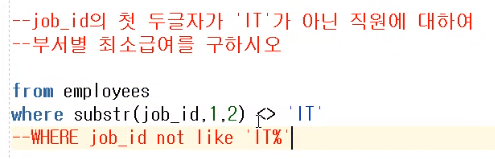 --job_id의 첫 두글자가 'IT'가 아닌 직원에 대하여
--부서별 최소급여를 구하시오
from employees
where substr(job_id,1,2) <> 'IT'
--WHERE job_id not like 'IT%'